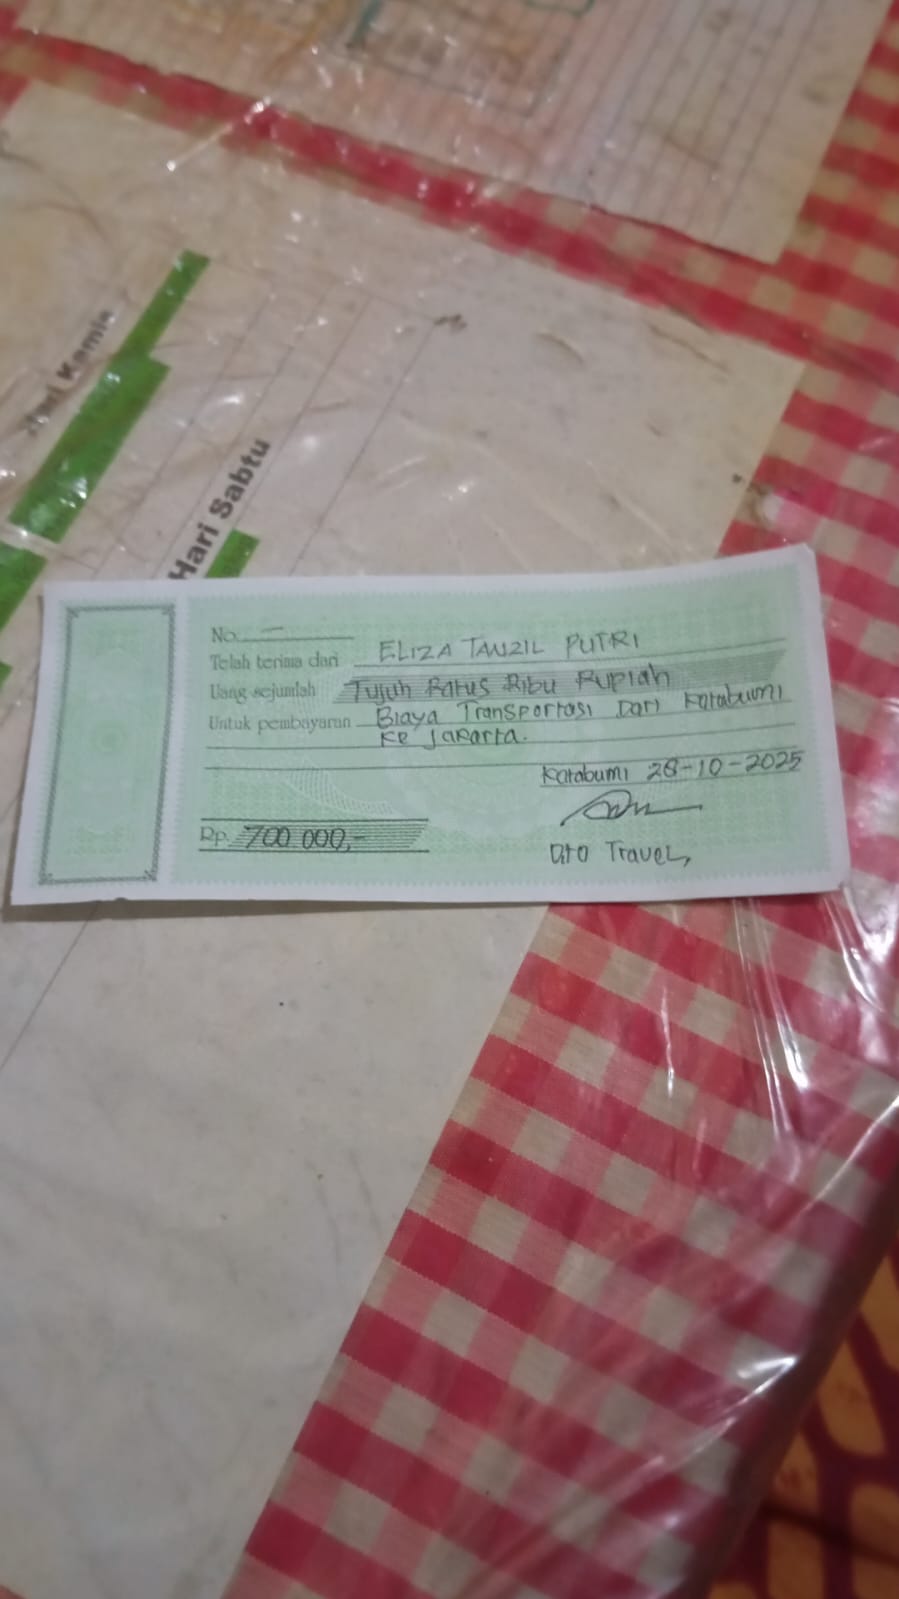 Hari Kamis
Hari Sabtu
No. —
Telah terima dari ELIZA TANZIL PUTRI
Uang sejumlah Tujuh Ratus Ribu Rupiah
Untuk pembayaran Biaya Transportasi Dari Kotabumi
Ke Jakarta.
Kotabumi 28-10-2025
Rp. 700 000,-
Dito Travel,